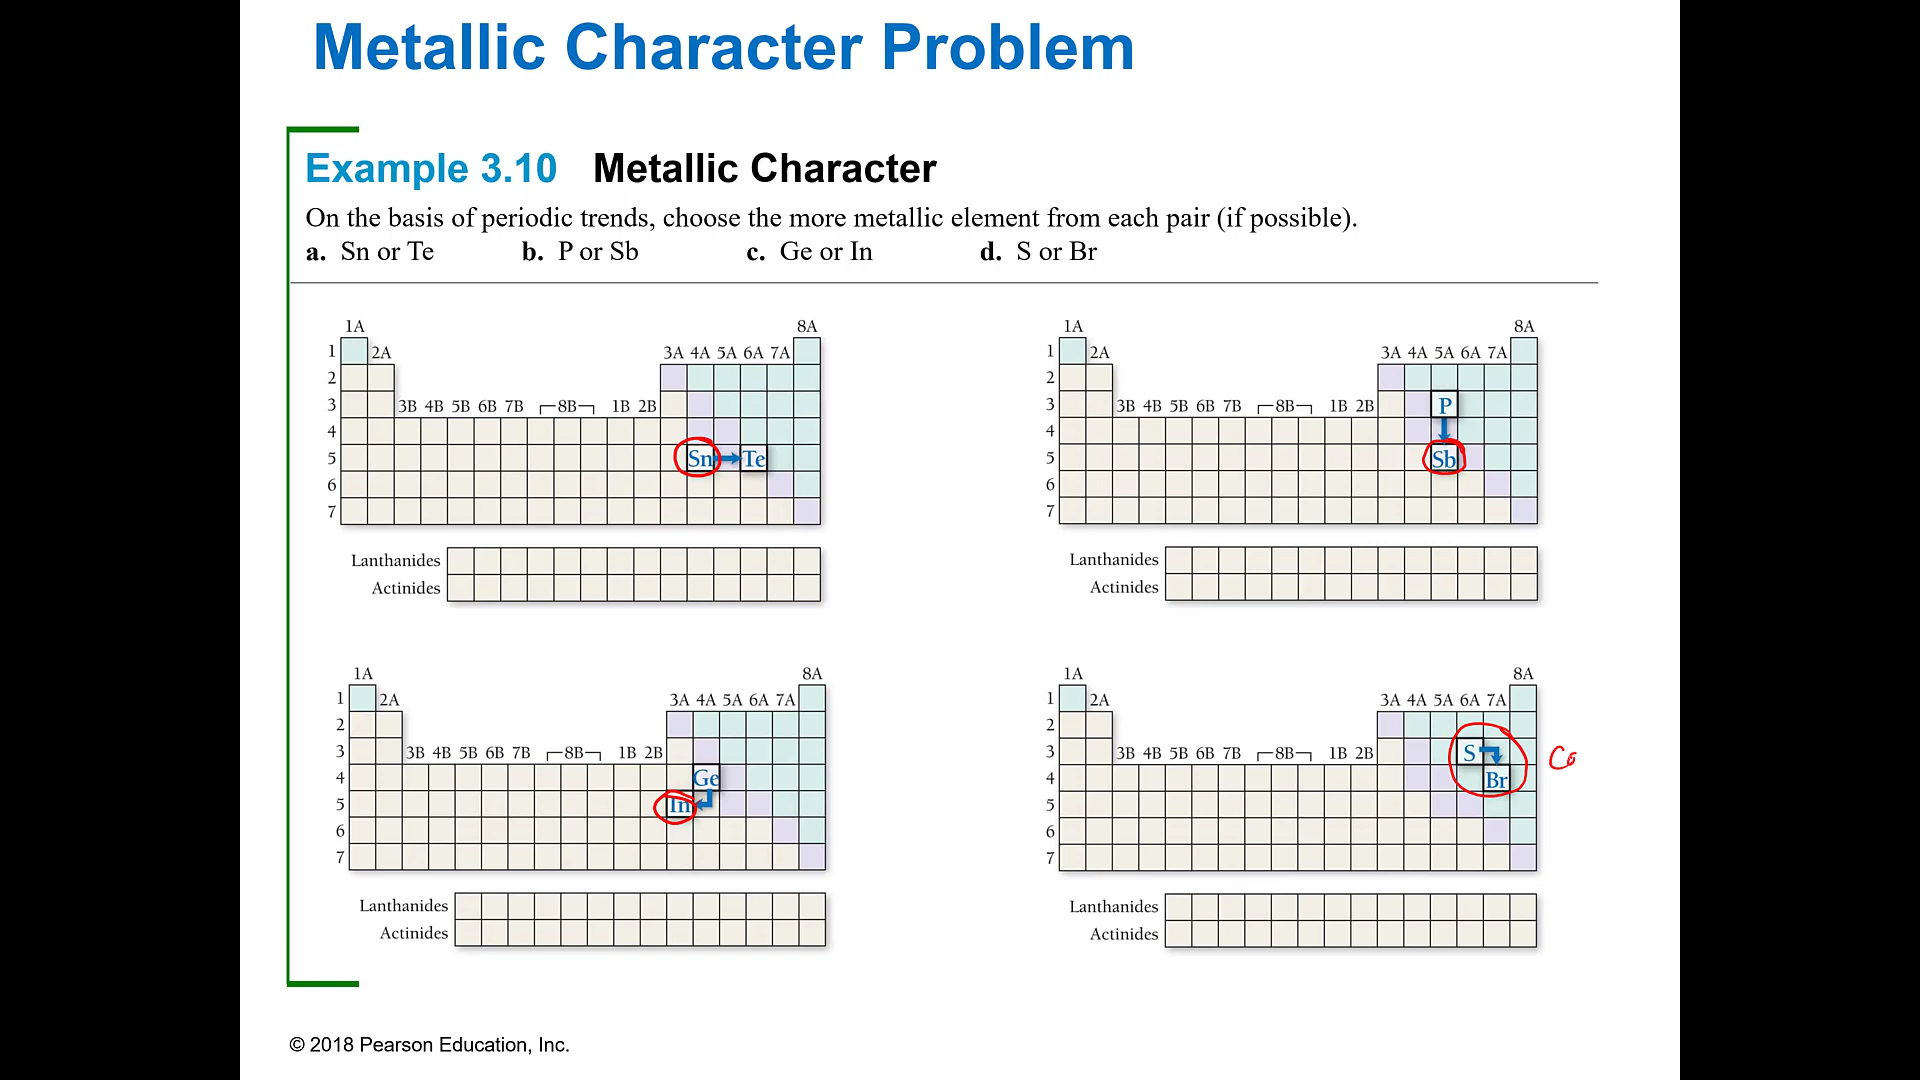 Metallic Character Problem
Example 3.10 Metallic Character
On the basis of periodic trends, choose the more metallic element from each pair (if possible).
a. Sn or Te b. P or Sb c. Ge or In d. S or Br
1A 8A
1 2A 3A 4A 5A 6A 7A
2
3 3B 4B 5B 6B 7B 8B 1B 2B
4
5 Sn Te
6
7
Lanthanides
Actinides
1A 8A
1 2A 3A 4A 5A 6A 7A
2
3 3B 4B 5B 6B 7B 8B 1B 2B P
4
5 Sb
6
7
Lanthanides
Actinides
1A 8A
1 2A 3A 4A 5A 6A 7A
2
3 3B 4B 5B 6B 7B 8B 1B 2B
4 Ge
5 In
6
7
Lanthanides
Actinides
1A 8A
1 2A 3A 4A 5A 6A 7A
2
3 3B 4B 5B 6B 7B 8B 1B 2B S
4 Br
5
6
7
Lanthanides
Actinides
© 2018 Pearson Education, Inc.